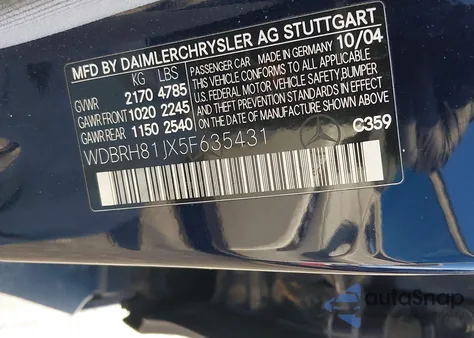 MFD BY DAIMLERCHRYSLER AG STUTTGART
KG LBS
GVWR 2170 4785
GAWR FRONT 1020 2245
GAWR REAR 1150 2540
PASSENGER CAR MADE IN GERMANY 10/04
THIS VEHICLE CONFORMS TO ALL APPLICABLE
U.S. FEDERAL MOTOR VEHICLE SAFETY, BUMPER,
AND THEFT PREVENTION STANDARDS IN EFFECT
ON THE DATE OF MANUFACTURE SHOWN ABOVE.
WDBRH81JX5F635431
C359
autoSnap